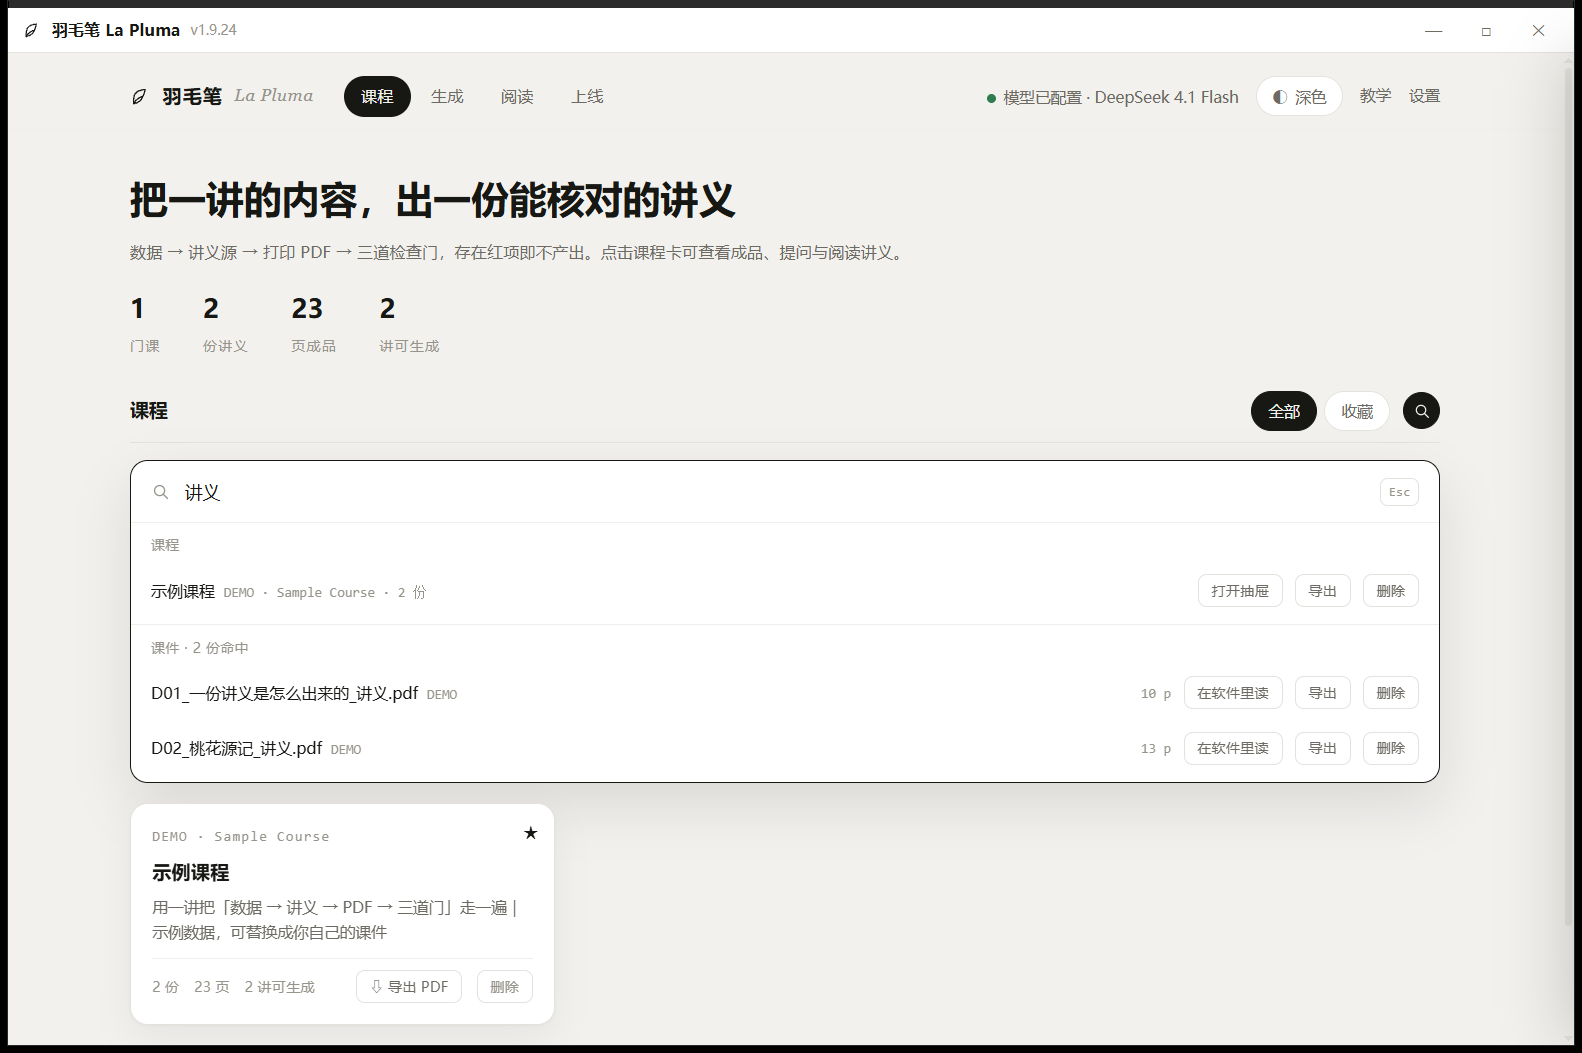 羽毛笔 La Pluma v1.9.24
羽毛笔 La Pluma 课程 生成 阅读 上线 模型已配置 · DeepSeek 4.1 Flash 深色 教学 设置
把一讲的内容，出一份能核对的讲义
数据 → 讲义源 → 打印 PDF → 三道检查门，存在红项即不产出。点击课程卡可查看成品、提问与阅读讲义。
1 2 23 2
门课 份讲义 页成品 讲可生成
课程 全部 收藏
讲义 Esc
课程
示例课程 DEMO · Sample Course · 2 份 打开抽屉 导出 删除
课件 · 2 份命中
D01_一份讲义是怎么出来的_讲义.pdf DEMO 10 p 在软件里读 导出 删除
D02_桃花源记_讲义.pdf DEMO 13 p 在软件里读 导出 删除
DEMO · Sample Course ★
示例课程
用一讲把「数据 → 讲义 → PDF → 三道门」走一遍 |
示例数据，可替换成你自己的课件
2 份 23 页 2 讲可生成 导出 PDF 删除